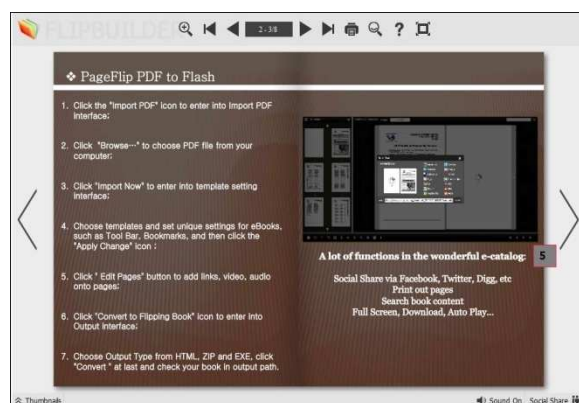 FLIPBUILDER
2-3/8
?
❖ PageFlip PDF to Flash
1. Click the "Import PDF" icon to enter into Import PDF
interface;
2. Click "Browse…" to choose PDF file from your
computer;
3. Click "Import Now" to enter into template setting
interface;
4. Choose templates and set unique settings for eBooks,
such as Tool Bar, Bookmarks, and then click the
"Apply Change" icon ;
5. Click " Edit Pages" button to add links, video, audio
onto pages;
6. Click "Convert to Flipping Book" icon to enter into
Output interface;
7. Choose Output Type from HTML, ZIP and EXE, click
"Convert " at last and check your book in output path.
A lot of functions in the wonderful e-catalog:
5
Social Share via Facebook, Twitter, Digg, etc
Print out pages
Search book content
Full Screen, Download, Auto Play...
Thumbnails
Sound On
Social Share